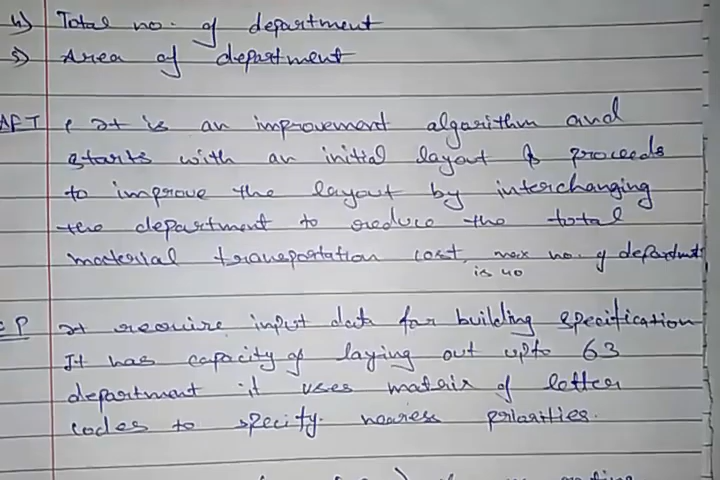 4) Total no. of department
5) Area of department
AFT ( It is an improvement algorithm and
starts with an initial layout & proceeds
to improve the layout by interchanging
the department to reduce the total
material transportation cost, max no. of department
is 40
P It require input data for building specification
It has capacity of laying out upto 63
department it uses matrix of letter
codes to specify. nearess priorities.